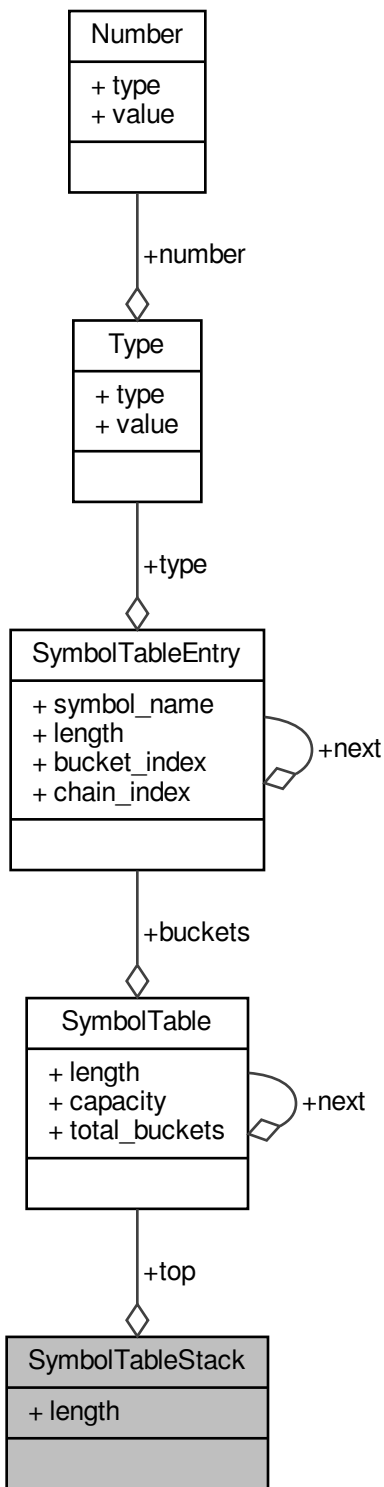 Number
+ type
+ value
+number
Type
+ type
+ value
+type
SymbolTableEntry
+ symbol_name
+ length
+ bucket_index
+ chain_index
+next
+buckets
SymbolTable
+ length
+ capacity
+ total_buckets
+next
+top
SymbolTableStack
+ length